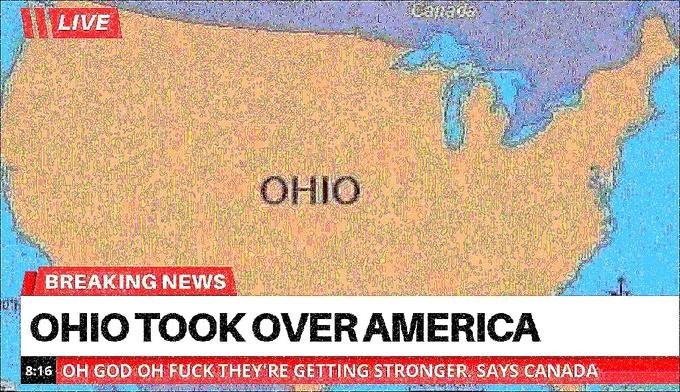 Canada
LIVE
OHIO
BREAKING NEWS
OHIO TOOK OVER AMERICA
8:16 OH GOD OH FUCK THEY'RE GETTING STRONGER. SAYS CANADA